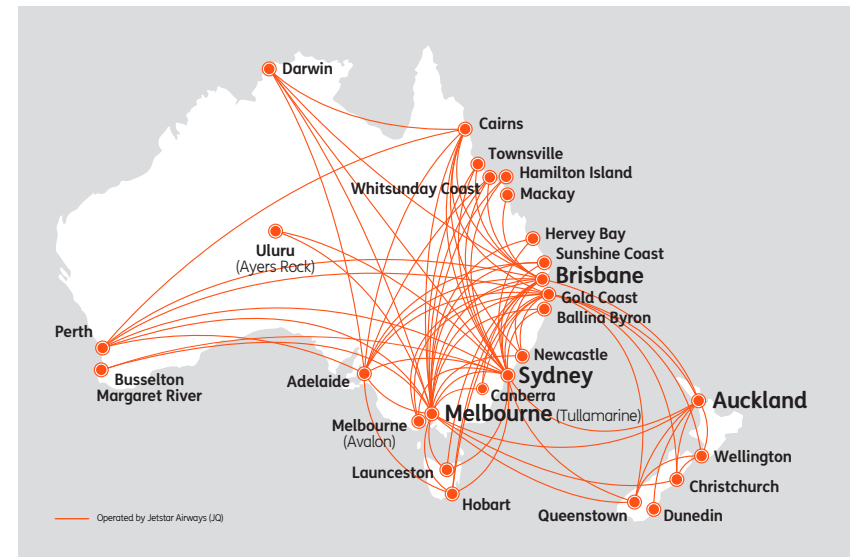 Darwin
Cairns
Townsville
Hamilton Island
Whitsunday Coast
Mackay
Hervey Bay
Uluru
(Ayers Rock)
Sunshine Coast
Brisbane
Gold Coast
Ballina Byron
Perth
Newcastle
Busselton
Margaret River
Adelaide
Sydney
Canberra
Auckland
Melbourne (Tullamarine)
Melbourne
(Avalon)
Wellington
Launceston
Christchurch
Hobart
Queenstown
Dunedin
Operated by Jetstar Airways (JQ)